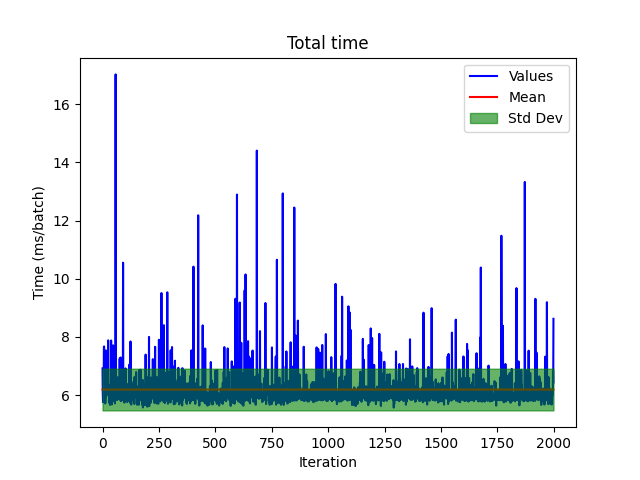 Total time
Values
Mean
Std Dev
16
14
12
10
8
6
Time (ms/batch)
0 250 500 750 1000 1250 1500 1750 2000
Iteration